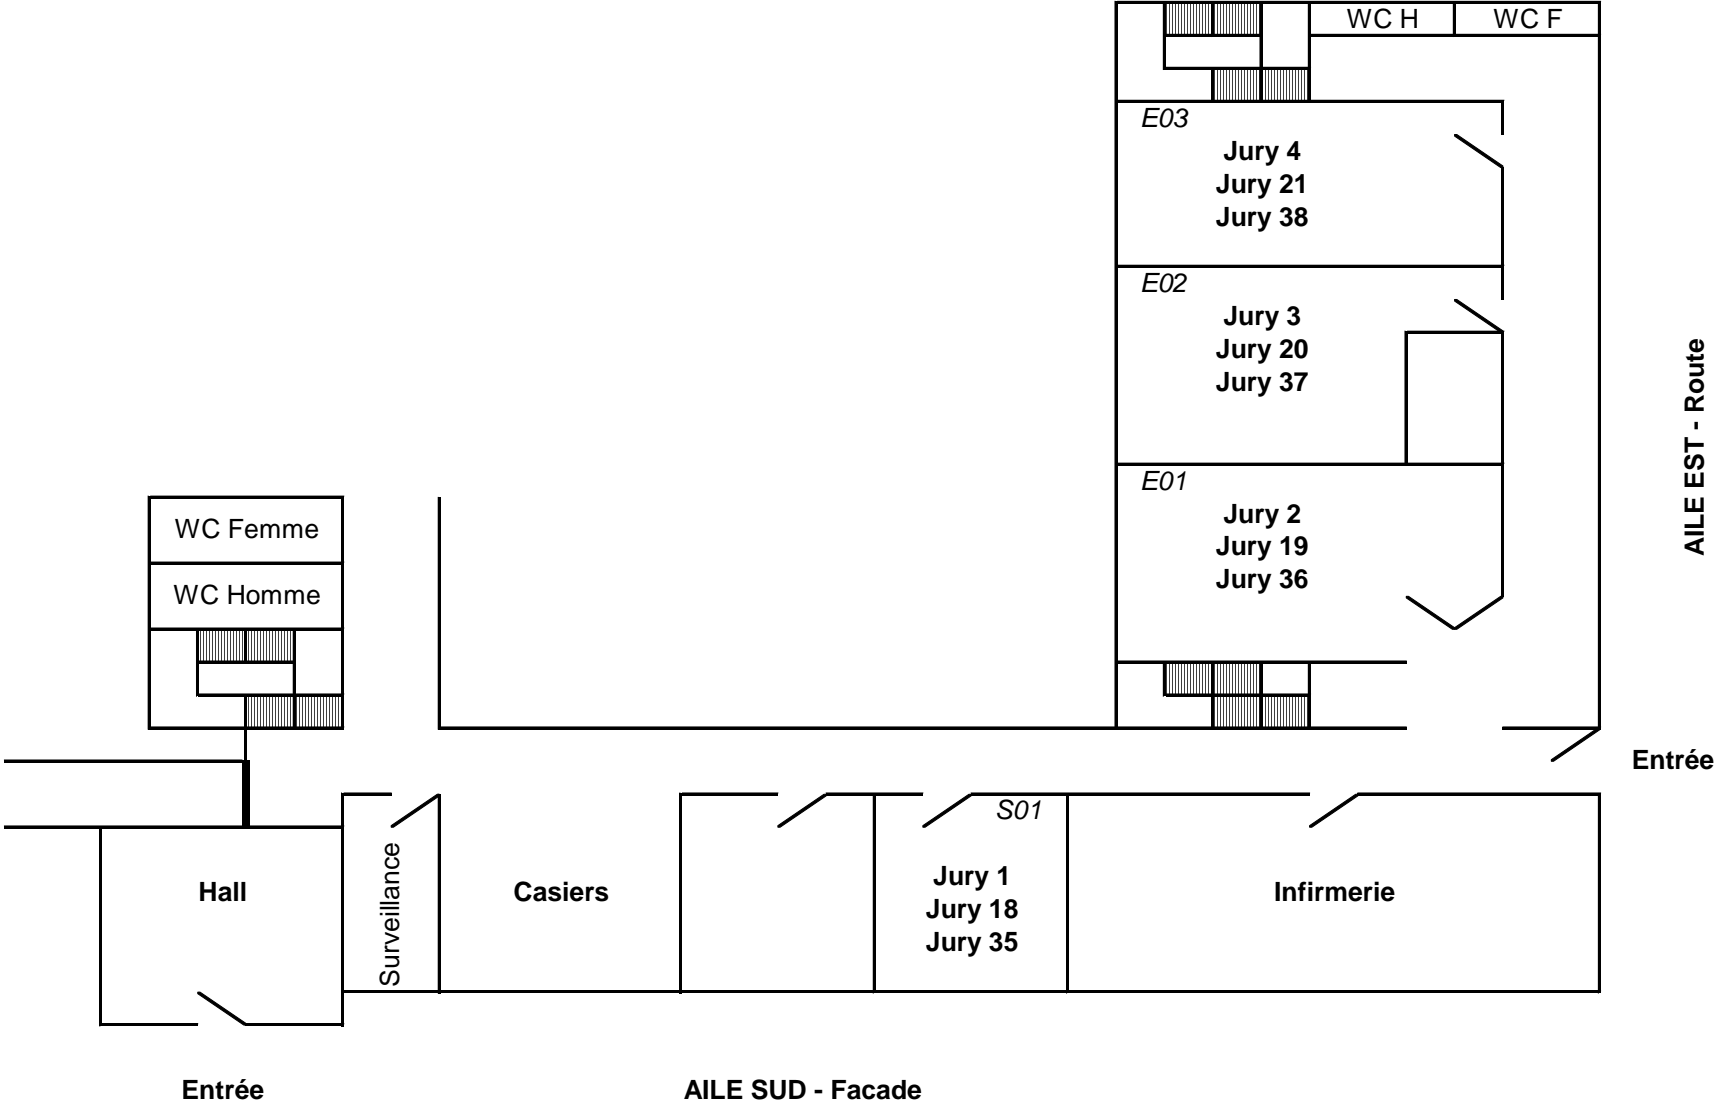 WC H
WC F
E03
Jury 4
Jury 21
Jury 38
E02
Jury 3
Jury 20
Jury 37
AILE EST - Route
E01
Jury 2
Jury 19
Jury 36
WC Femme
WC Homme
Entrée
S01
Hall
Surveillance
Casiers
Jury 1
Jury 18
Jury 35
Infirmerie
Entrée
AILE SUD - Facade